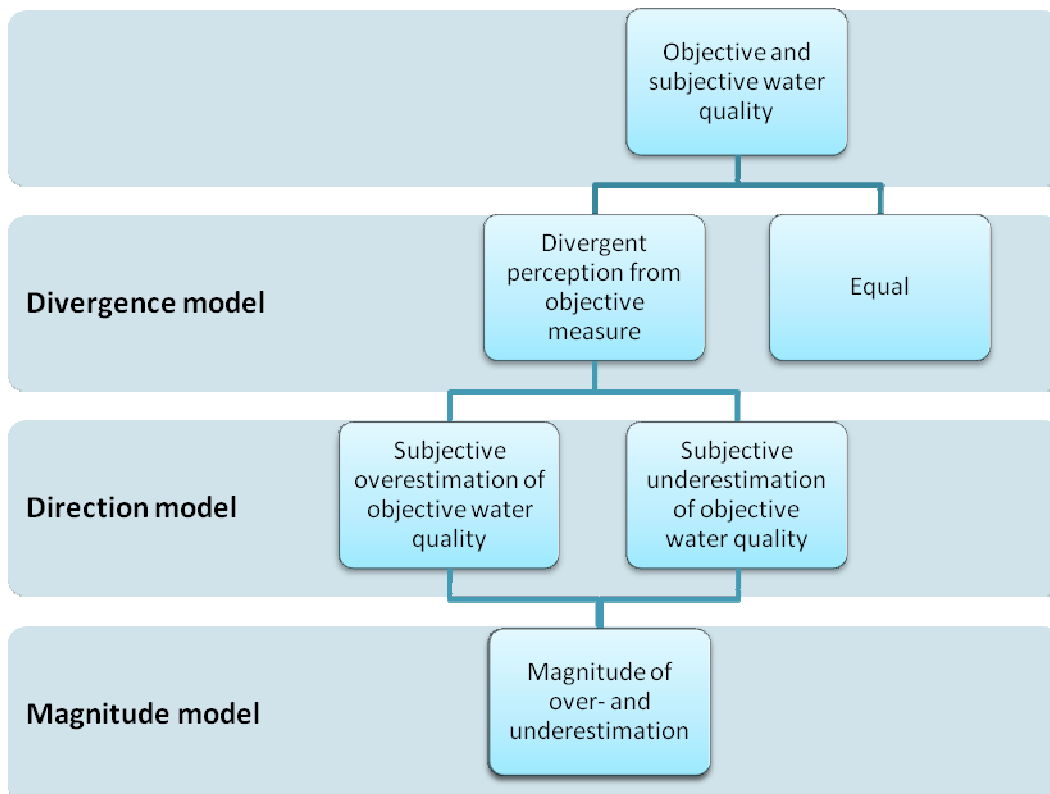 Objective and
subjective water
quality
Divergence model
Divergent
perception from
objective
measure
Equal
Direction model
Subjective
overestimation of
objective water
quality
Subjective
underestimation
of objective
water quality
Magnitude model
Magnitude of
over- and
underestimation